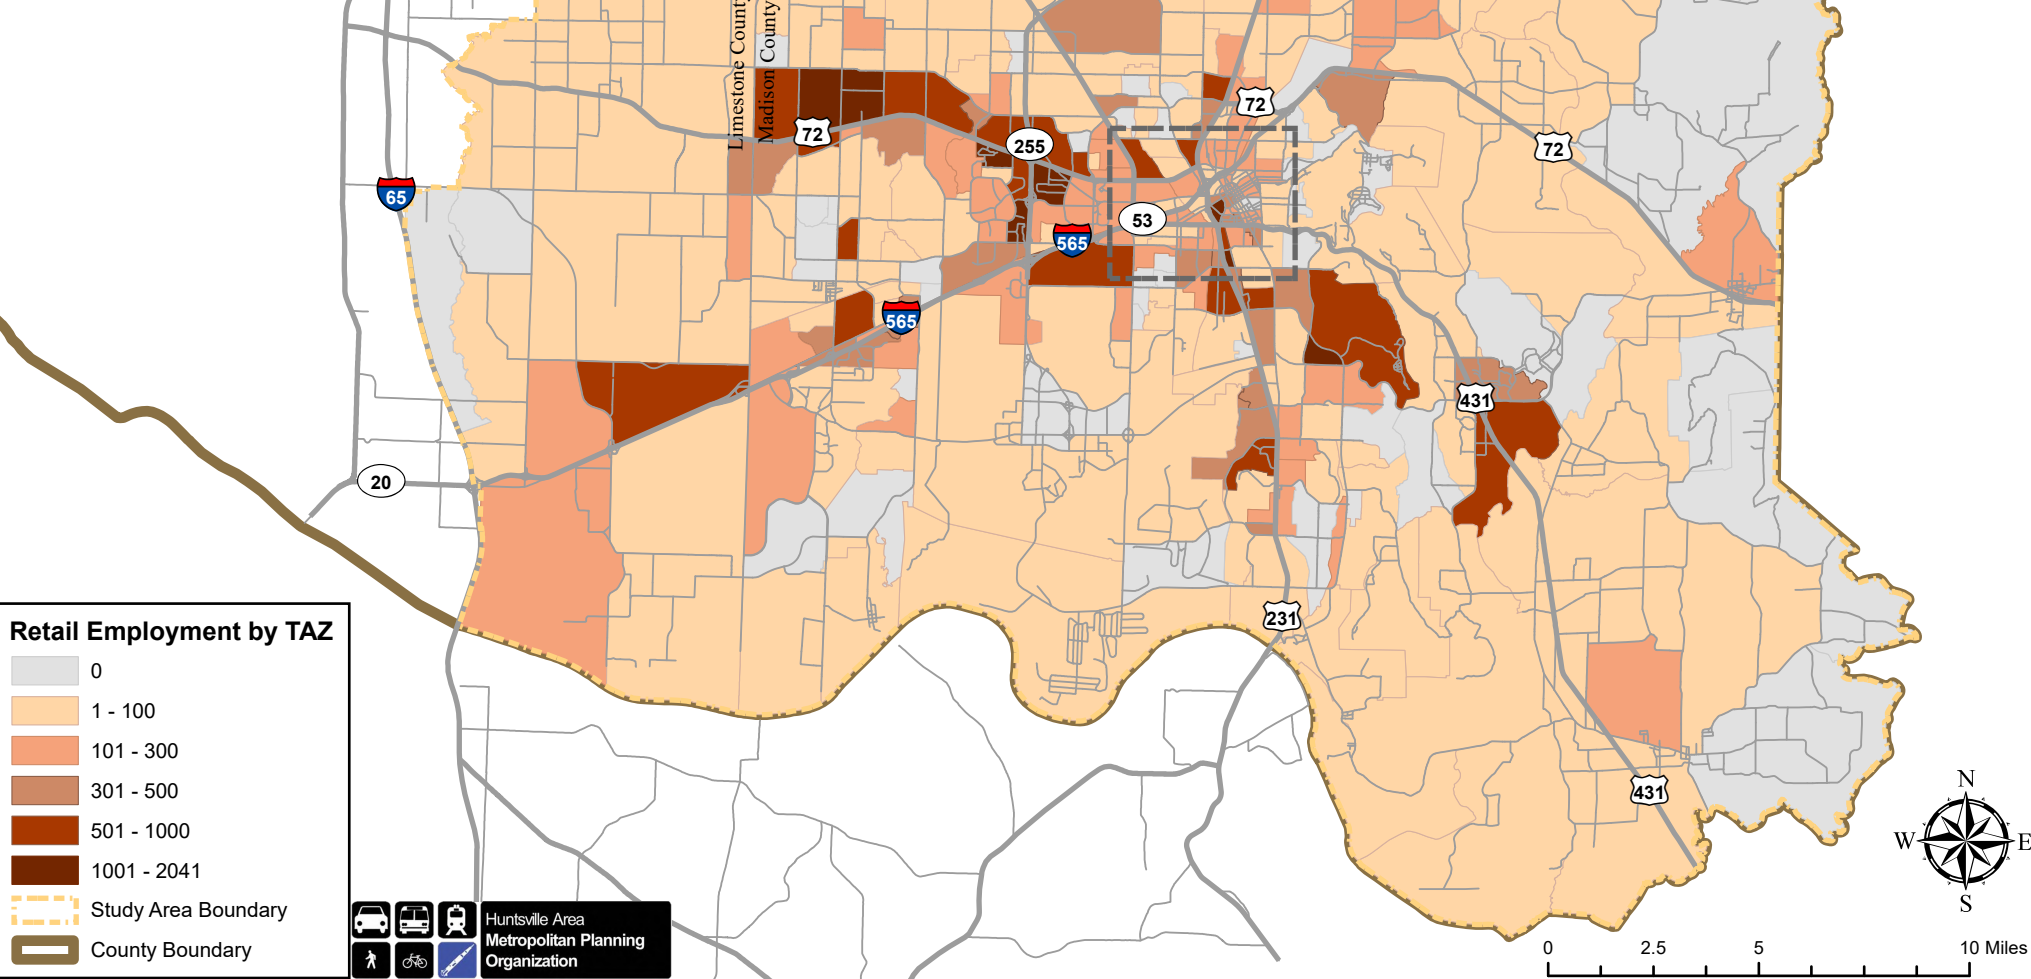 Limestone County
Madison County
72
72
72
255
65
53
565
565
431
20
231
431
Retail Employment by TAZ
0
1 - 100
101 - 300
301 - 500
501 - 1000
1001 - 2041
Study Area Boundary
County Boundary
Huntsville Area
Metropolitan Planning
Organization
N
W E
S
0 2.5 5 10 Miles